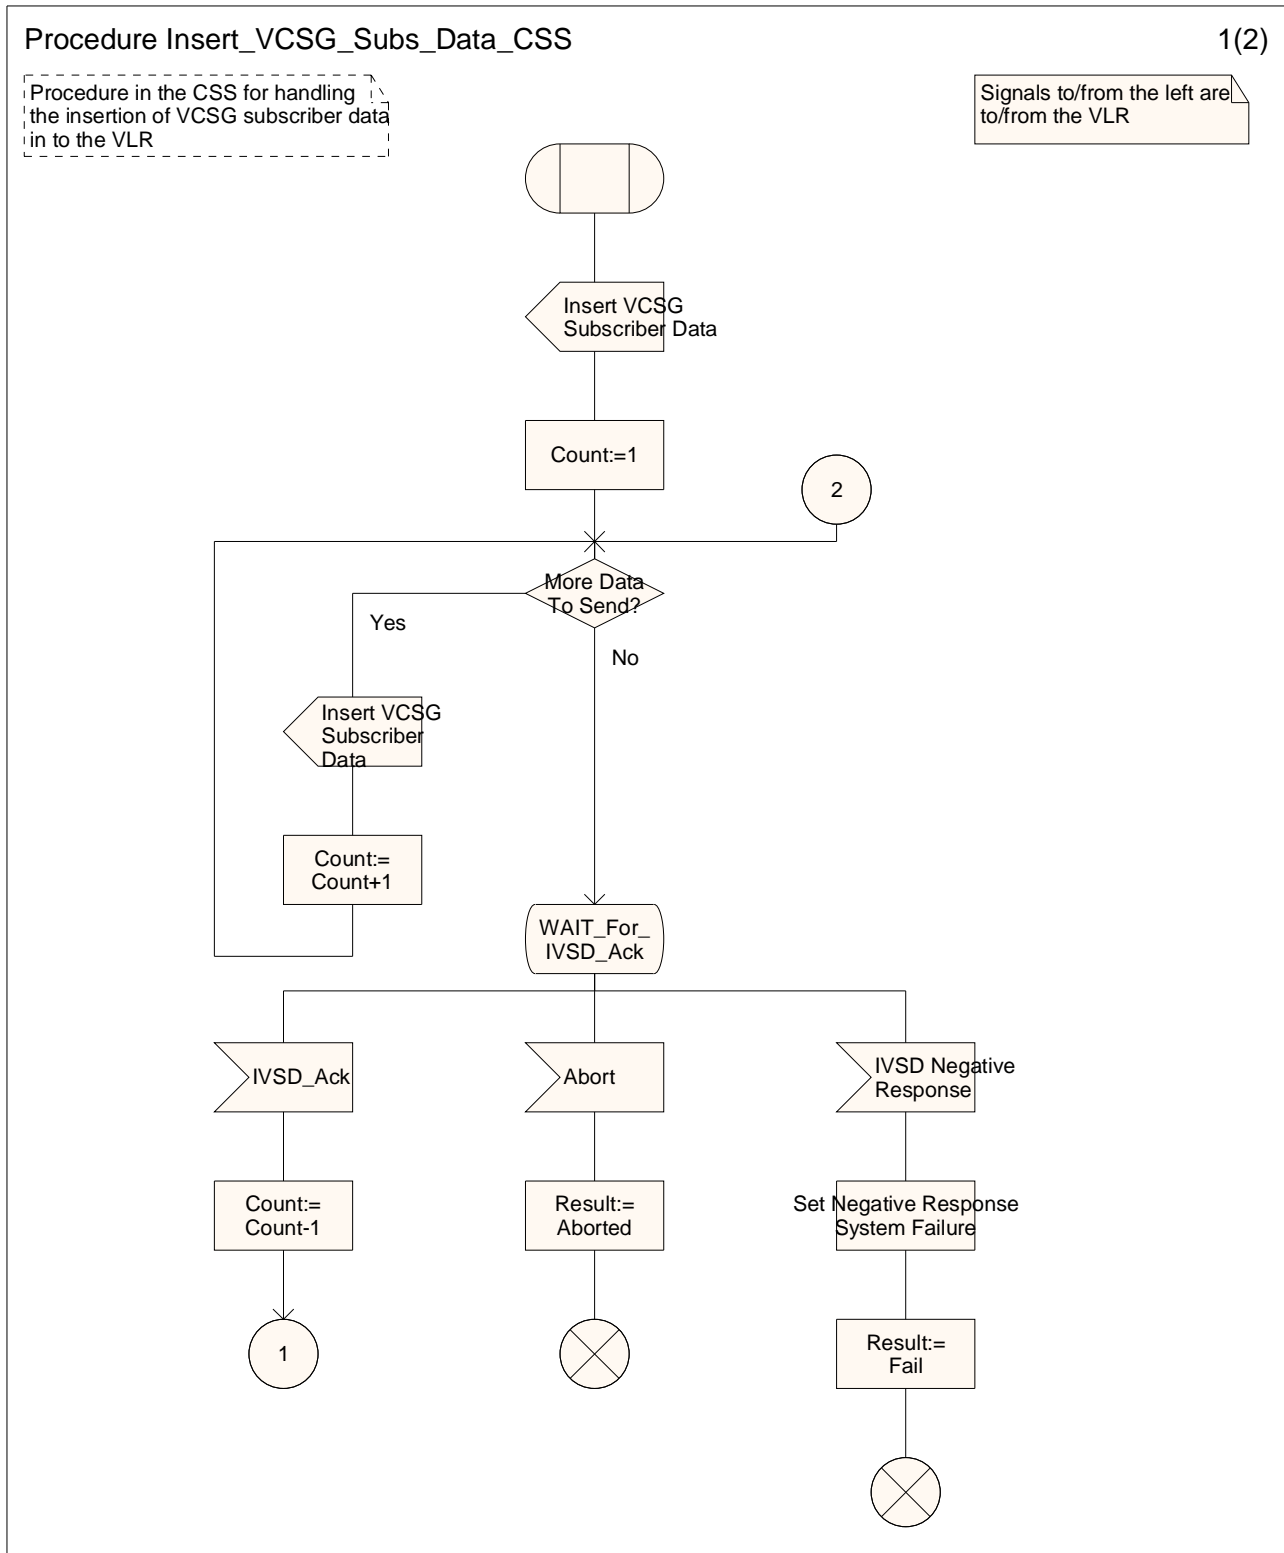 Procedure Insert_VCSG_Subs_Data_CSS
1(2)
Procedure in the CSS for handling
the insertion of VCSG subscriber data
in to the VLR
Signals to/from the left are
to/from the VLR
Insert VCSG
Subscriber Data
Count:=1
2
More Data
To Send?
Yes
No
Insert VCSG
Subscriber
Data
Count:=
Count+1
WAIT_For_
IVSD_Ack
IVSD_Ack
Abort
IVSD Negative
Response
Count:=
Count-1
Result:=
Aborted
Set Negative Response
System Failure
1
Result:=
Fail